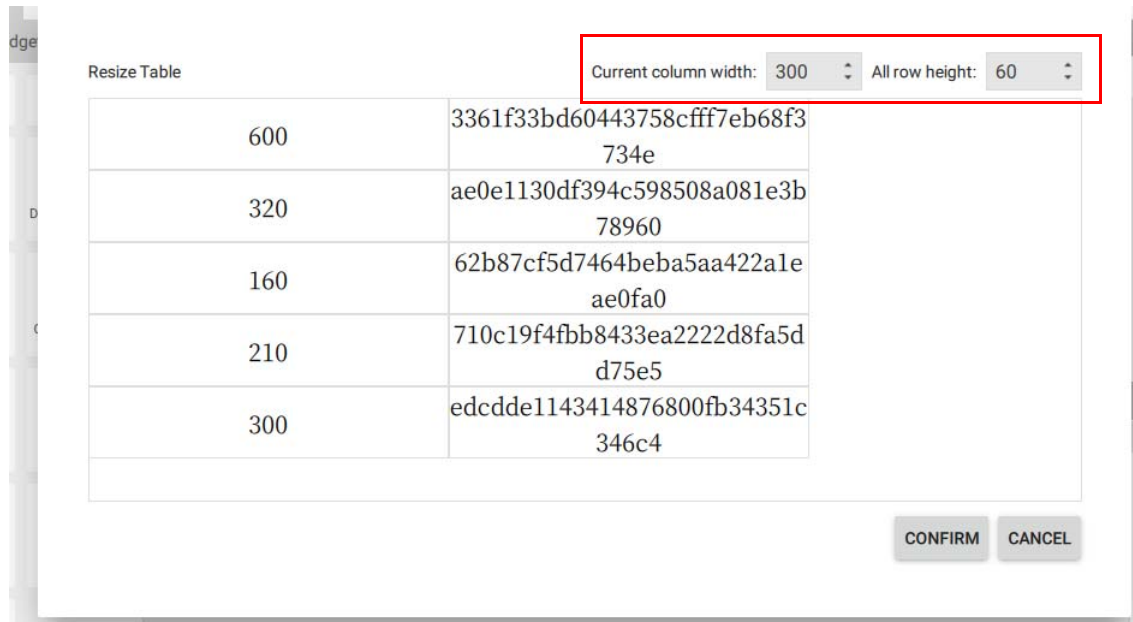 dge
Resize Table
Current column width: 300 All row height: 60
600
3361f33bd60443758cfff7eb68f3
734e
320
ae0e1130df394c598508a081e3b
78960
160
62b87cf5d7464beba5aa422a1e
ae0fa0
210
710c19f4fbb8433ea2222d8fa5d
d75e5
300
edcdde1143414876800fb34351c
346c4
D
CONFIRM CANCEL